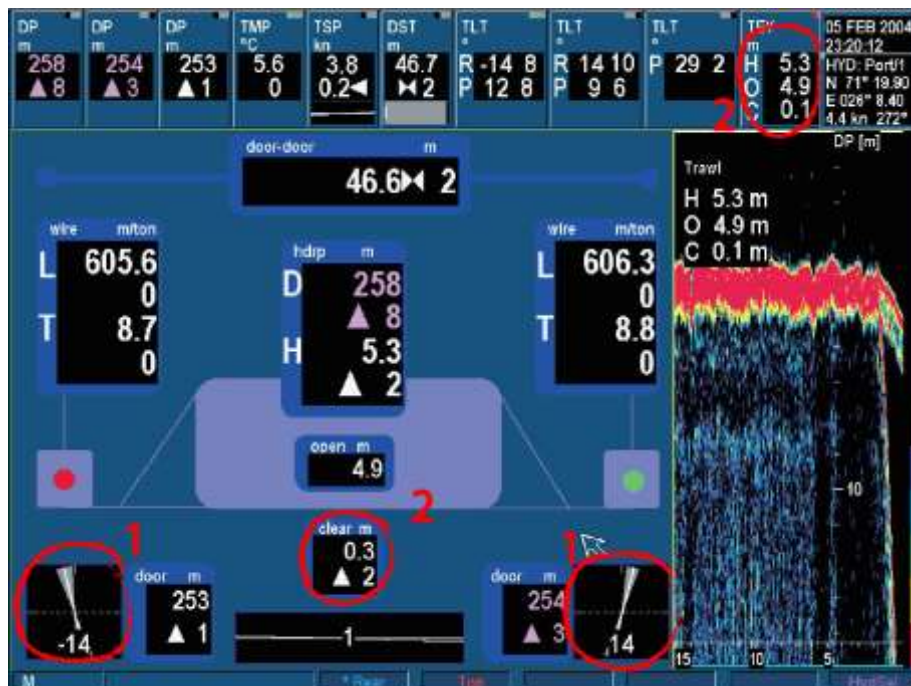 DP
m
258
▲ 8
DP
m
254
▲ 3
DP
m
253
▲ 1
TMP
°C
5.6
0
TSP
kn
3.8
0.2◄
DST
m
46.7
2
TLT
°
R -14 8
P 12 8
TLT
°
R 14 10
P 9 6
TLT
°
P 29 2
m
H 5.3
O 4.9
C 0.1
2
05 FEB 2004
23:20:12
HYD: Port/1
N 71° 19.90
E 026° 8.40
4.4 kn 272°
door-door m
46.6 2
wire m/ton
L 605.6
0
T 8.7
0
hdrp m
D 258
▲ 8
H 5.3
▲ 2
wire m/ton
L 606.3
0
T 8.8
0
open m
4.9
2
clear m
0.3
▲ 2
1
-14
door m
253
▲ 1
1
door m
254
▲ 3
1
14
DP [m]
Trawl
H 5.3 m
O 4.9 m
C 0.1 m
10
15 10 5